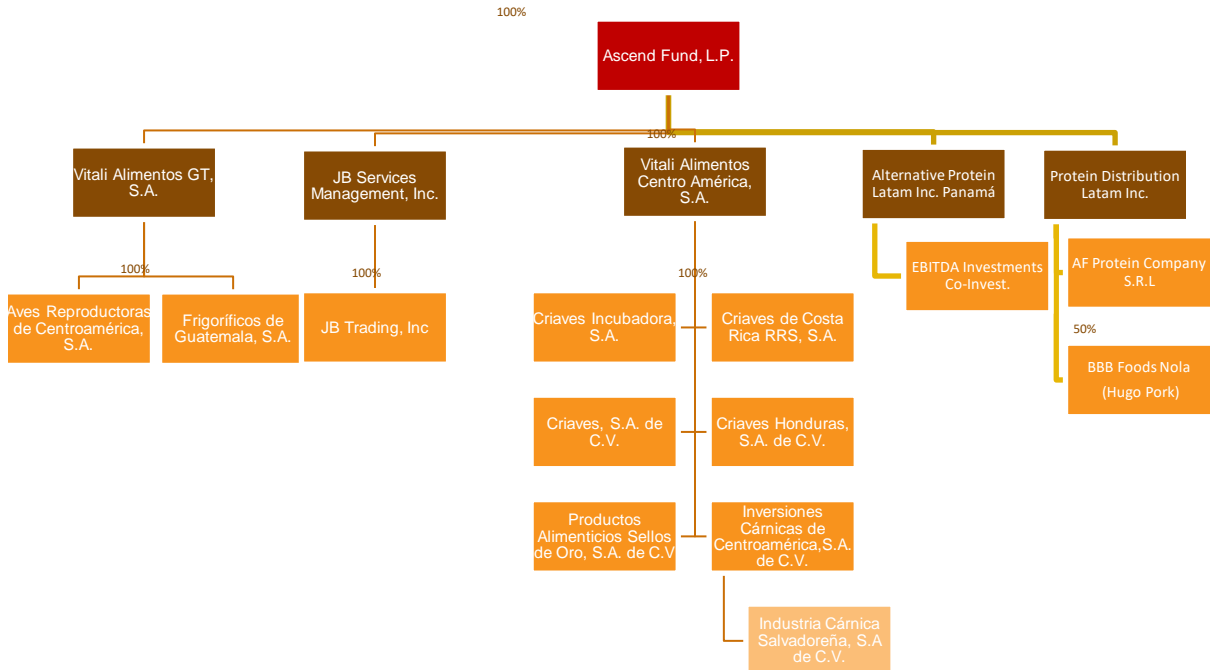 100%
Ascend Fund, L.P.
100%
Vitali Alimentos GT,
S.A.
JB Services
Management, Inc.
Vitali Alimentos
Centro América,
S.A.
Alternative Protein
Latam Inc. Panamá
Protein Distribution
Latam Inc.
100%
100%
100%
EBITDA Investments
Co-Invest.
AF Protein Company
S.R.L
Aves Reproductoras
de Centroamérica,
S.A.
Frigoríficos de
Guatemala, S.A.
JB Trading, Inc
Criaves Incubadora,
S.A.
Criaves de Costa
Rica RRS, S.A.
50%
BBB Foods Nola
(Hugo Pork)
Criaves, S.A. de
C.V.
Criaves Honduras,
S.A. de C.V.
Productos
Alimenticios Sellos
de Oro, S.A. de C.V
Inversiones
Cárnicas de
Centroamérica,S.A.
de C.V.
Industria Cárnica
Salvadoreña, S.A
de C.V.